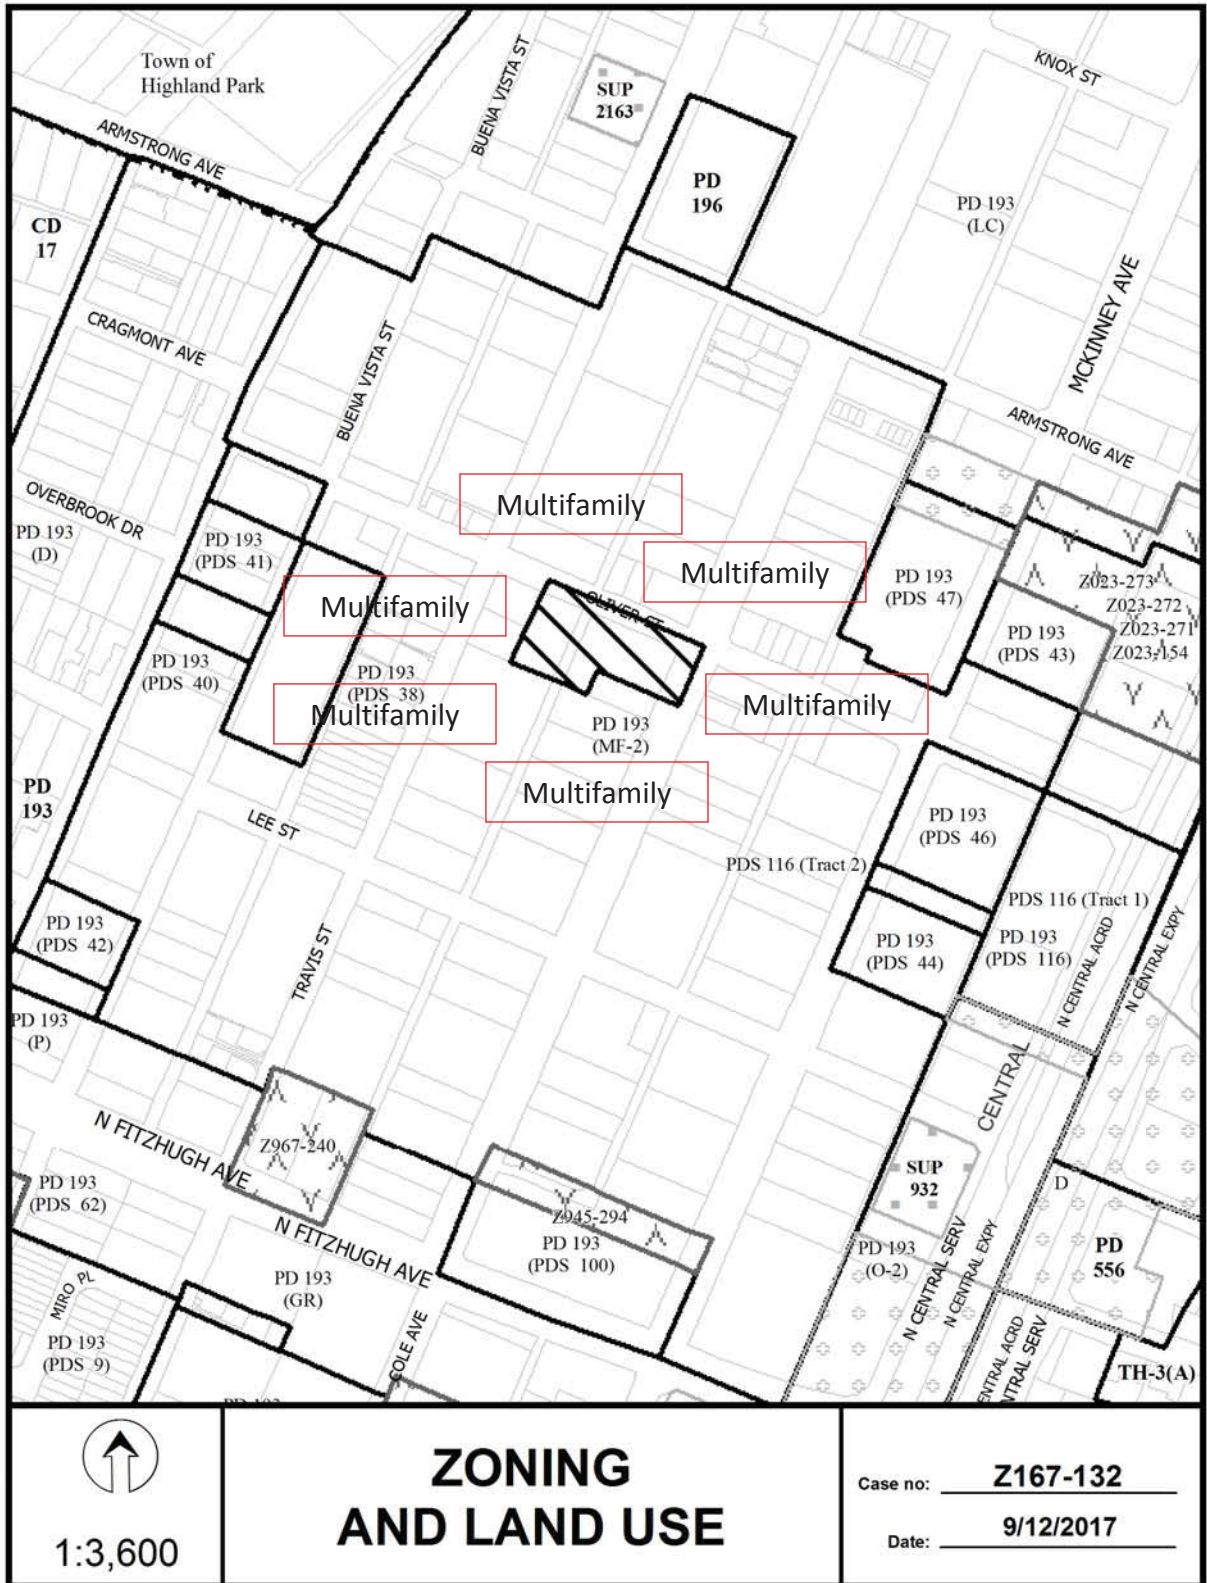 Town of
Highland Park
ARMSTRONG AVE
BUENA VISTA ST
SUP
2163
KNOX ST
PD
196
PD 193
(LC)
CD
17
MCKINNEY AVE
CRAGMONT AVE
BUENA VISTA ST
ARMSTRONG AVE
OVERBROOK DR
PD 193
(D)
PD 193
(PDS 41)
Multifamily
Multifamily
Multifamily
OLIVER ST
PD 193
(PDS 47)
Z023-273
Z023-272
Z023-271
Z023-154
PD 193
(PDS 43)
PD 193
(PDS 40)
PD 193
(PDS 38)
Multifamily
Multifamily
PD 193
(MF-2)
Multifamily
PD
193
LEE ST
PD 193
(PDS 46)
PDS 116 (Tract 2)
PDS 116 (Tract 1)
PD 193
(PDS 42)
PD 193
(PDS 44)
PD 193
(PDS 116)
N CENTRAL ACRD
N CENTRAL EXPY
TRAVIS ST
PD 193
(P)
CENTRAL
N FITZHUGH AVE
Z967-240
PD 193
(PDS 62)
SUP
932
D
N FITZHUGH AVE
Z945-294
PD 193
(PDS 100)
PD 193
(O-2)
N CENTRAL SERV
N CENTRAL EXPY
PD
556
MIRO PL
PD 193
(GR)
PD 193
(PDS 9)
COLE AVE
ENTRAL ACRD
NTRAL SERV
TH-3(A)
1:3,600
ZONING
AND LAND USE
Case no: Z167-132
Date: 9/12/2017